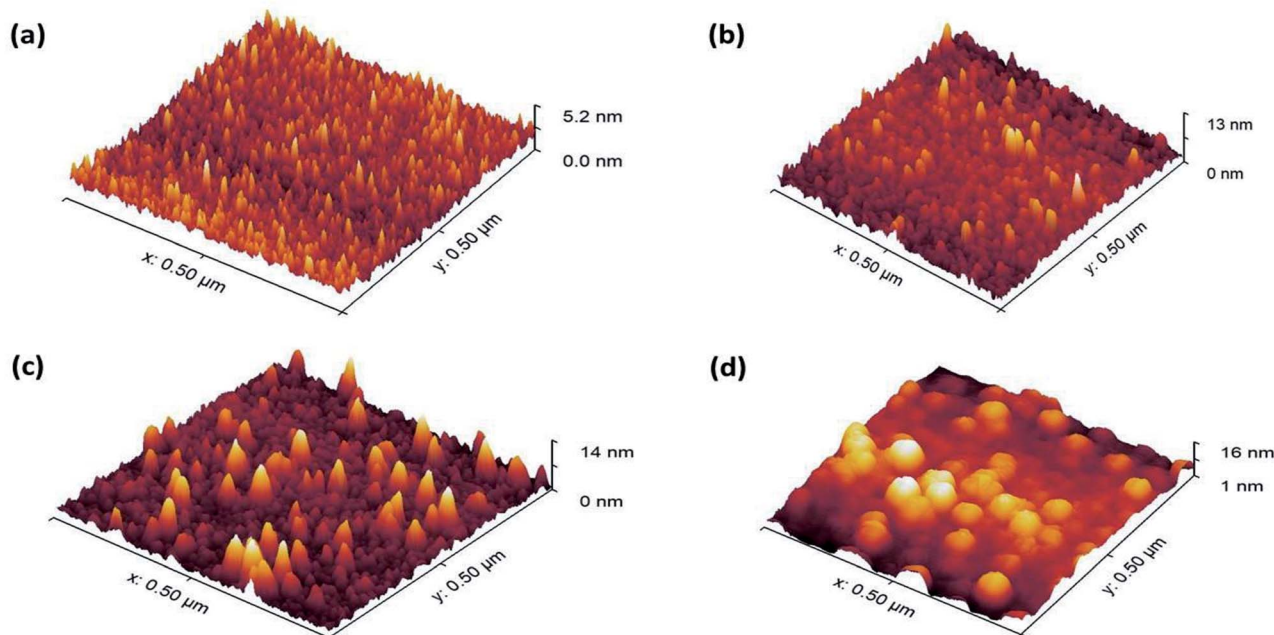 (a)
5.2 nm
0.0 nm
x: 0.50 µm
y: 0.50 µm
(b)
13 nm
0 nm
x: 0.50 µm
y: 0.50 µm
(c)
14 nm
0 nm
x: 0.50 µm
y: 0.50 µm
(d)
16 nm
1 nm
x: 0.50 µm
y: 0.50 µm